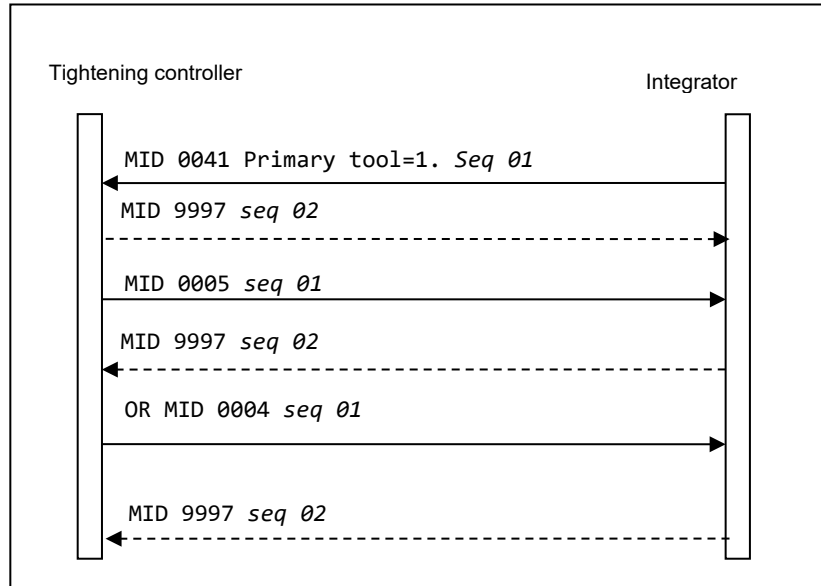 Tightening controller
Integrator
MID 0041 Primary tool=1. Seq 01
MID 9997 seq 02
MID 0005 seq 01
MID 9997 seq 02
OR MID 0004 seq 01
MID 9997 seq 02